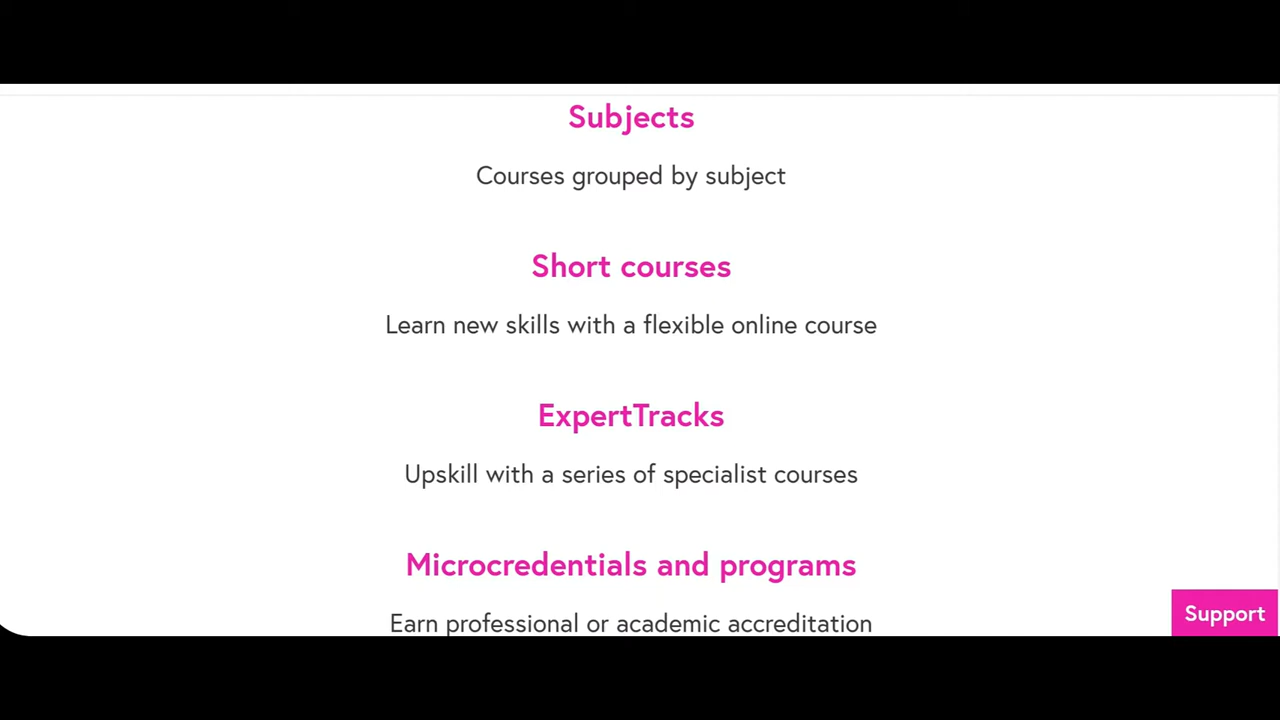 Subjects
Courses grouped by subject
Short courses
Learn new skills with a flexible online course
ExpertTracks
Upskill with a series of specialist courses
Microcredentials and programs
Earn professional or academic accreditation
Support